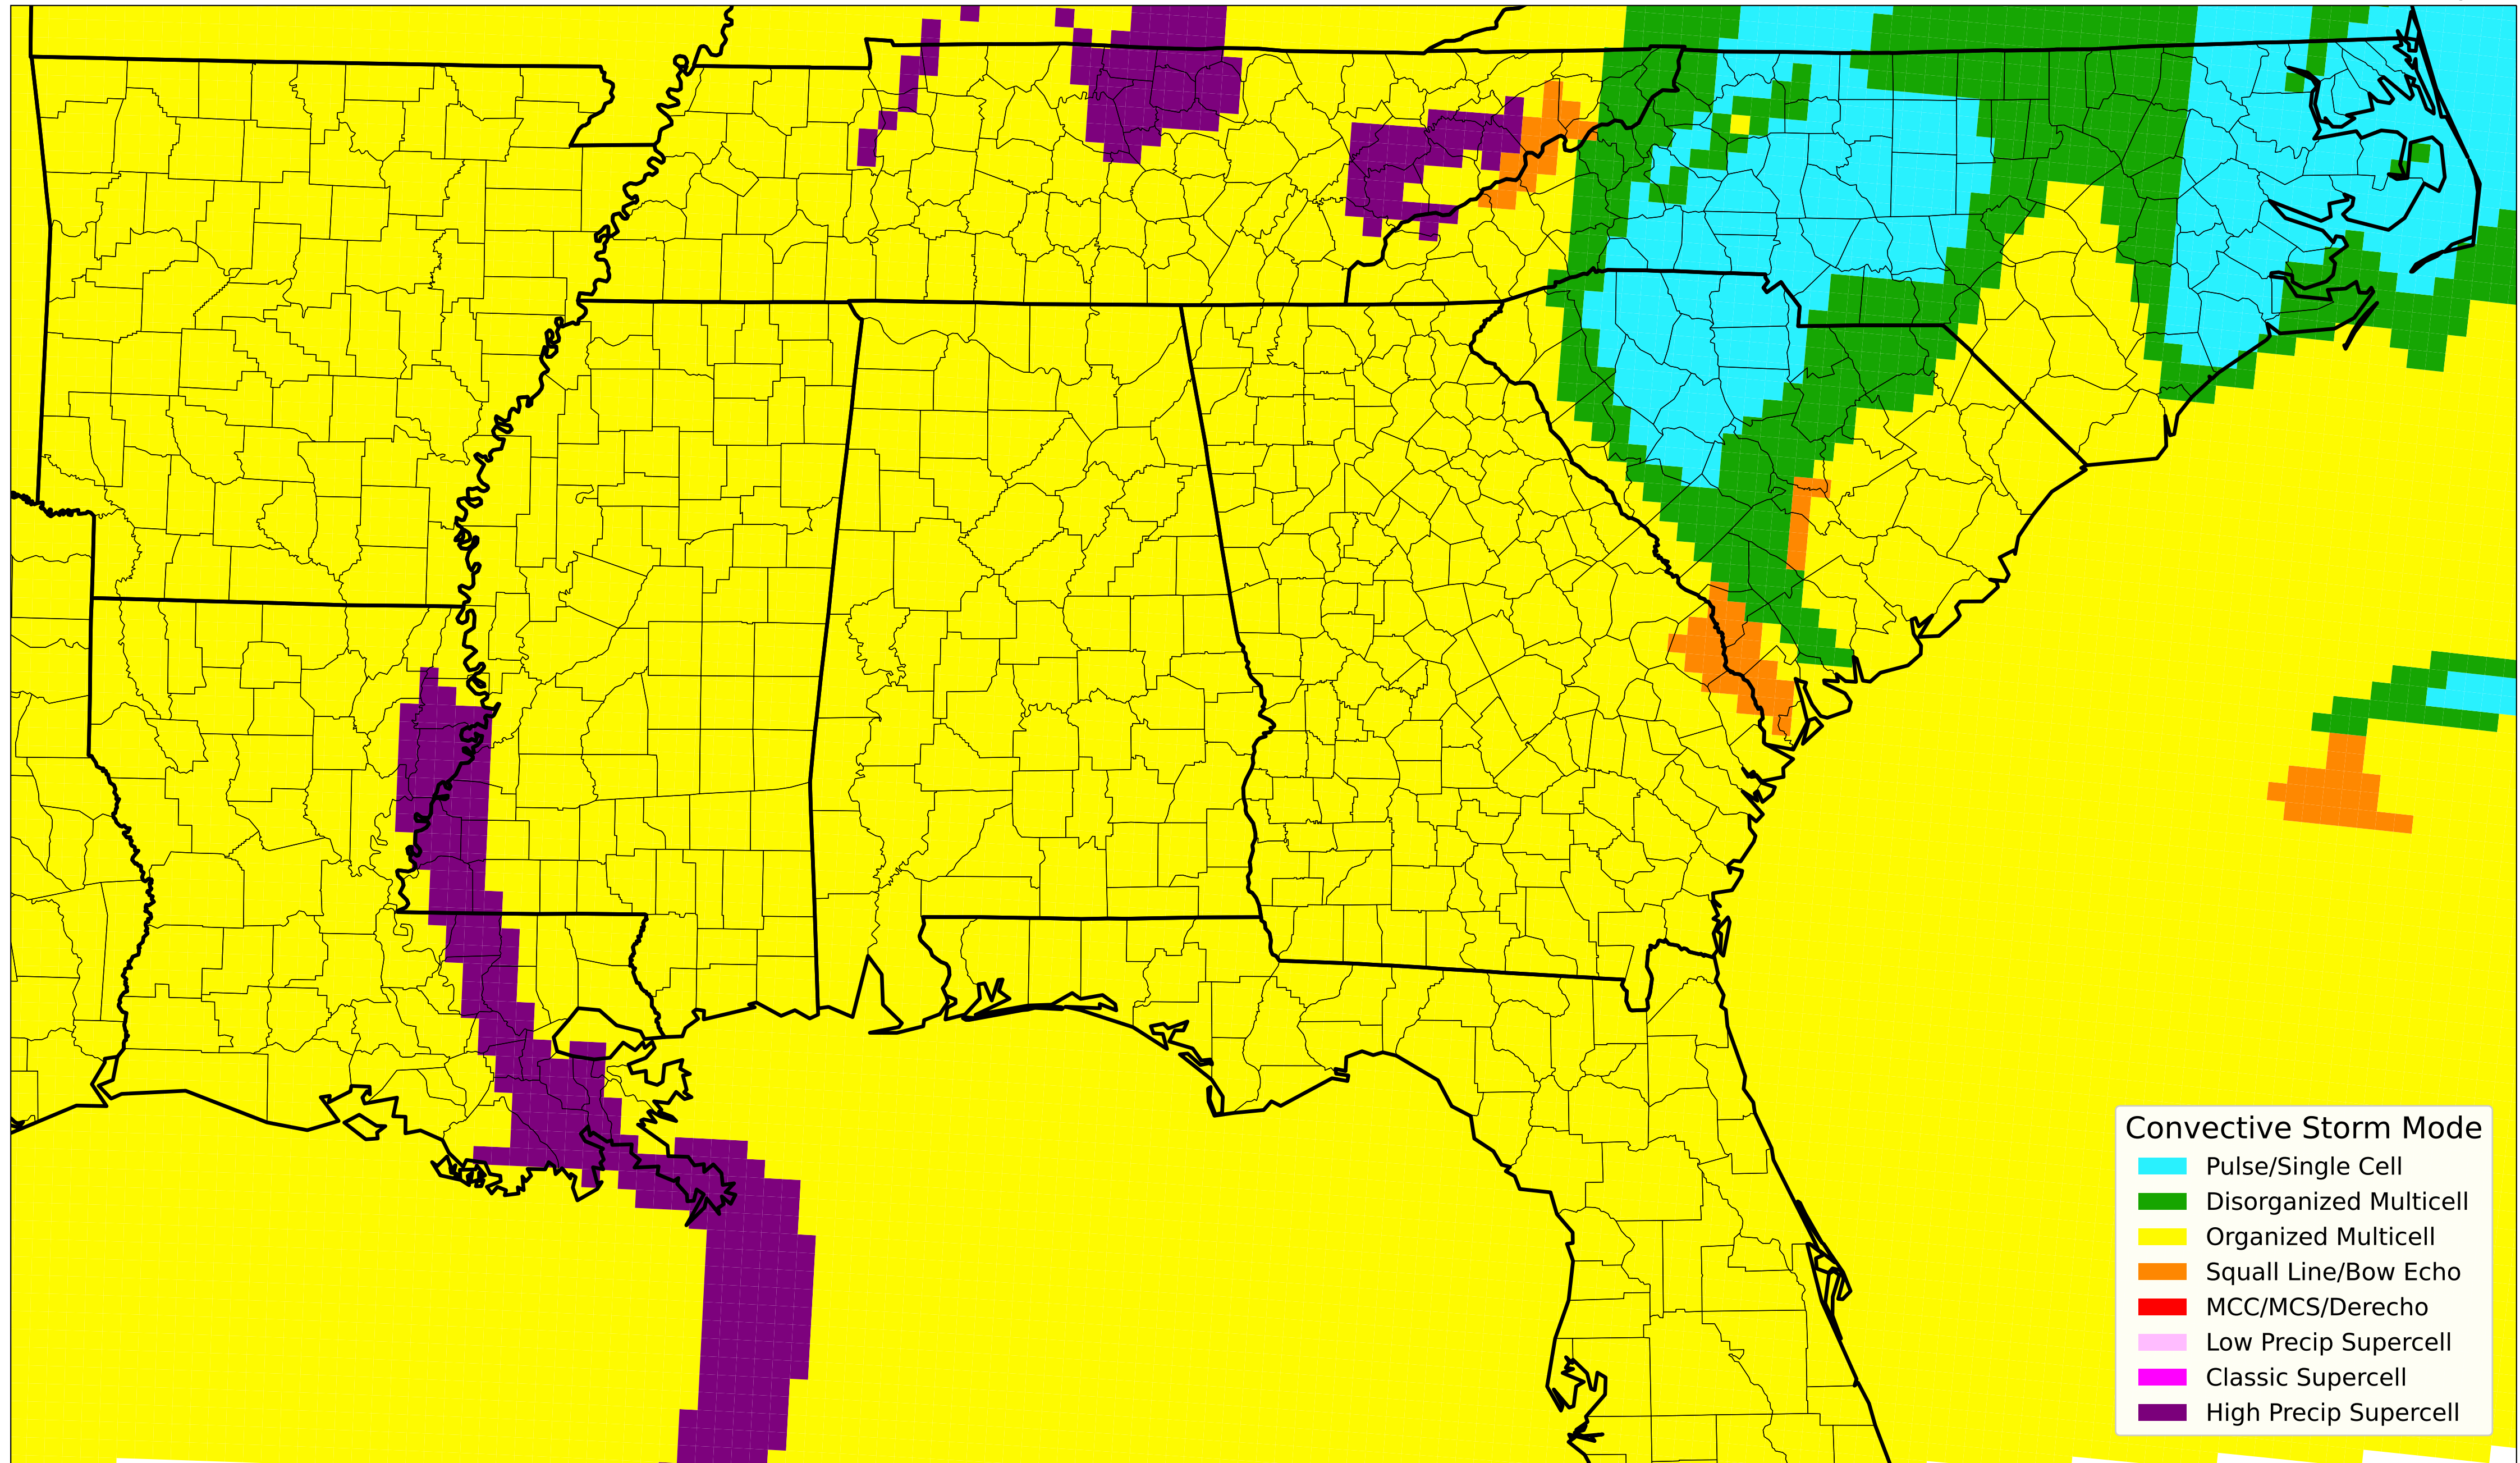 Convective Storm Mode
Pulse/Single Cell
Disorganized Multicell
Organized Multicell
Squall Line/Bow Echo
MCC/MCS/Derecho
Low Precip Supercell
Classic Supercell
High Precip Supercell